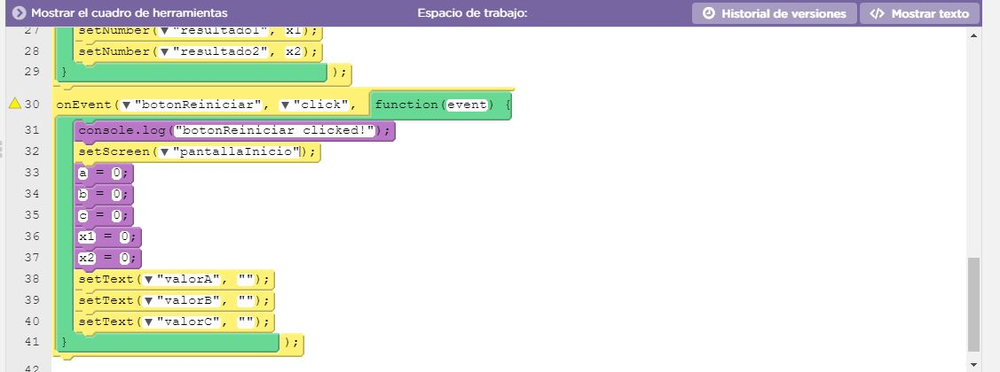 Mostrar el cuadro de herramientas Espacio de trabajo: Historial de versiones </> Mostrar texto
27 setNumber(▼ "resultado1", x1);
28 setNumber(▼ "resultado2", x2);
29 } );
30 onEvent(▼ "botonReiniciar", ▼ "click", function(event) {
31 console.log("botonReiniciar clicked!");
32 setScreen(▼ "pantallaInicio");
33 a = 0;
34 b = 0;
35 c = 0;
36 x1 = 0;
37 x2 = 0;
38 setText(▼ "valorA", "");
39 setText(▼ "valorB", "");
40 setText(▼ "valorC", "");
41 } );
42